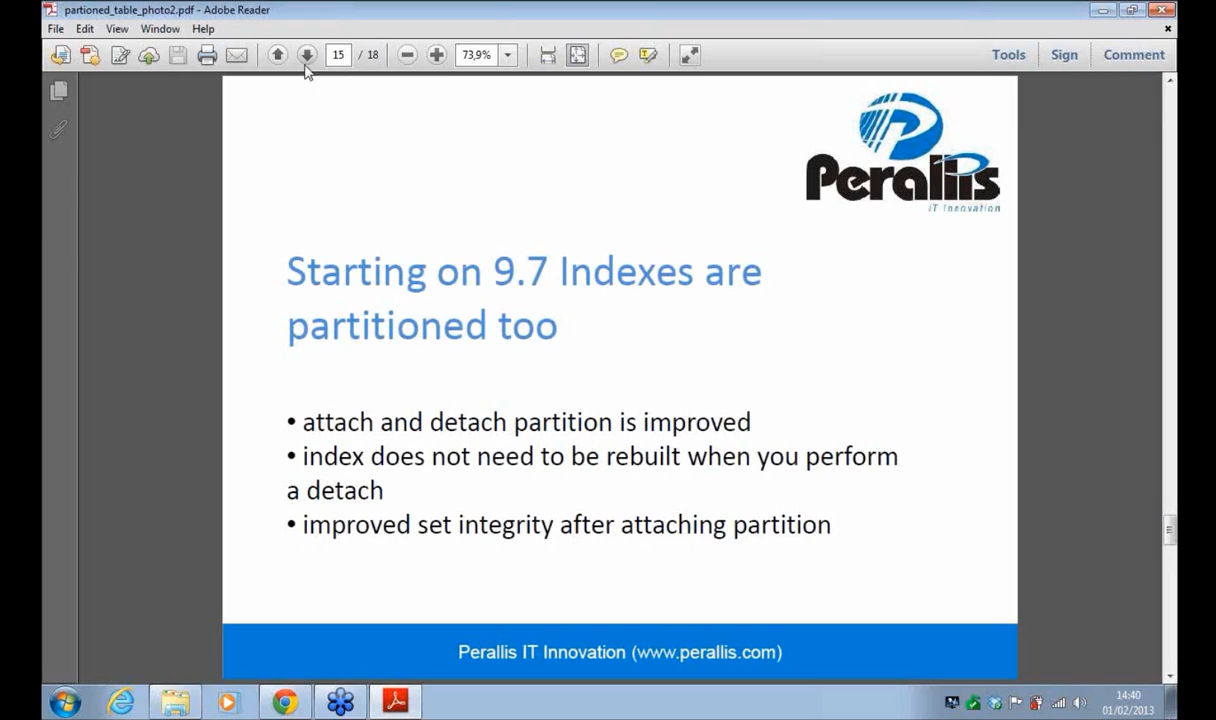 partioned_table_photo2.pdf - Adobe Reader
File Edit View Window Help
15 / 18 73,9% Tools Sign Comment
Perallis
IT Innovation
Starting on 9.7 Indexes are
partitioned too
• attach and detach partition is improved
• index does not need to be rebuilt when you perform
a detach
• improved set integrity after attaching partition
Perallis IT Innovation (www.perallis.com)
14:40
01/02/2013